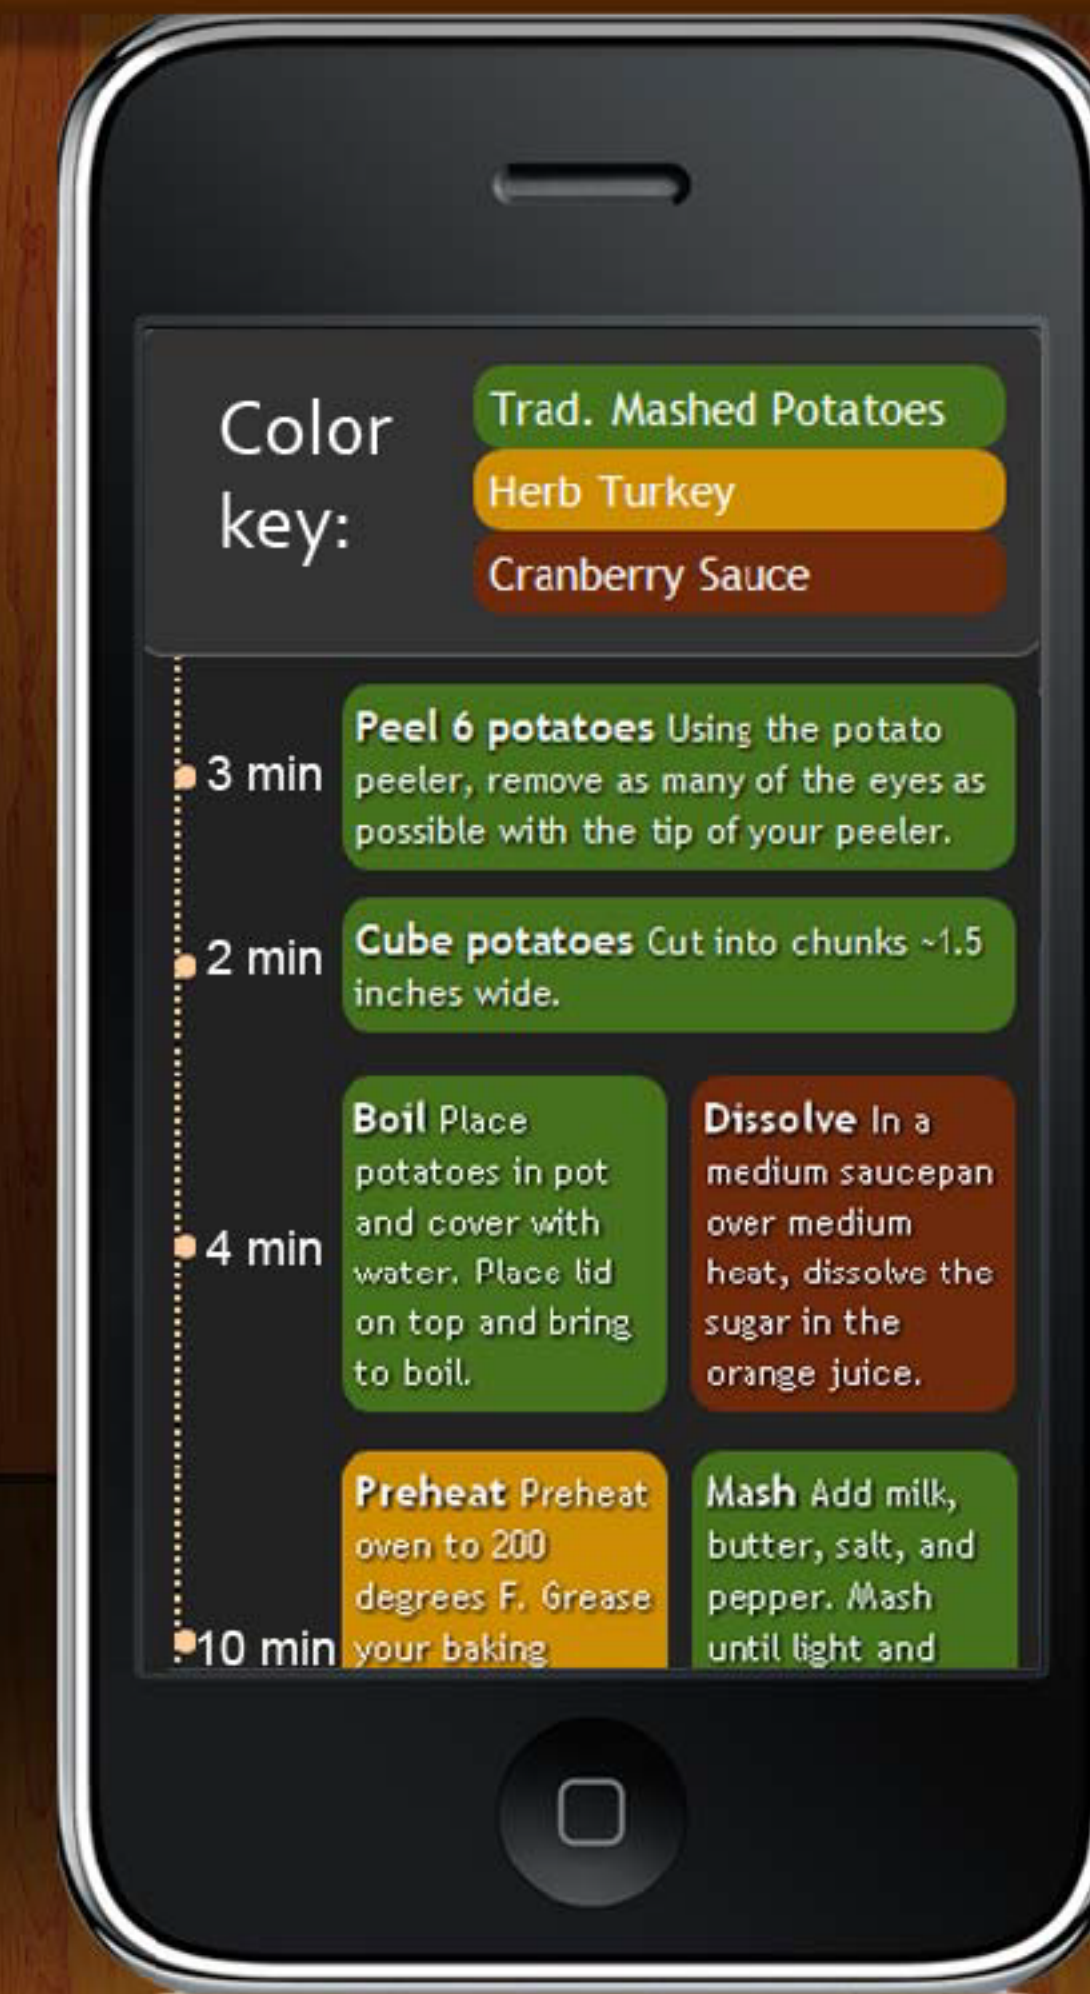 Color
key:
Trad. Mashed Potatoes
Herb Turkey
Cranberry Sauce
3 min
Peel 6 potatoes Using the potato
peeler, remove as many of the eyes as
possible with the tip of your peeler.
2 min
Cube potatoes Cut into chunks ~1.5
inches wide.
4 min
Boil Place
potatoes in pot
and cover with
water. Place lid
on top and bring
to boil.
Dissolve In a
medium saucepan
over medium
heat, dissolve the
sugar in the
orange juice.
10 min
Preheat Preheat
oven to 200
degrees F. Grease
your baking
Mash Add milk,
butter, salt, and
pepper. Mash
until light and